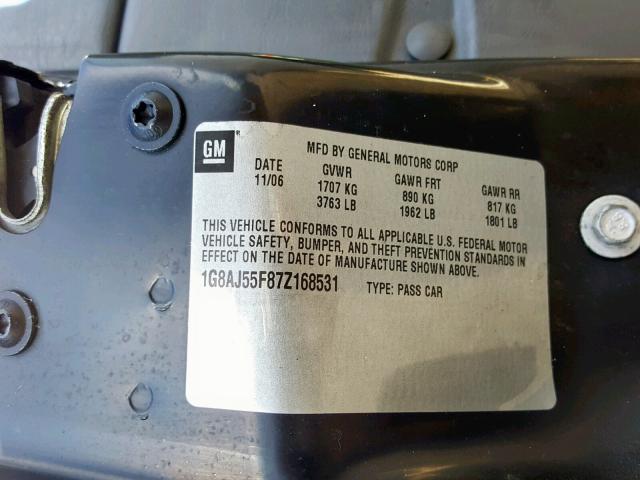 GM
MFD BY GENERAL MOTORS CORP
DATE GVWR GAWR FRT GAWR RR
11/06 1707 KG 890 KG 817 KG
3763 LB 1962 LB 1801 LB
THIS VEHICLE CONFORMS TO ALL APPLICABLE U.S. FEDERAL MOTOR
VEHICLE SAFETY, BUMPER, AND THEFT PREVENTION STANDARDS IN
EFFECT ON THE DATE OF MANUFACTURE SHOWN ABOVE.
1G8AJ55F87Z168531 TYPE: PASS CAR